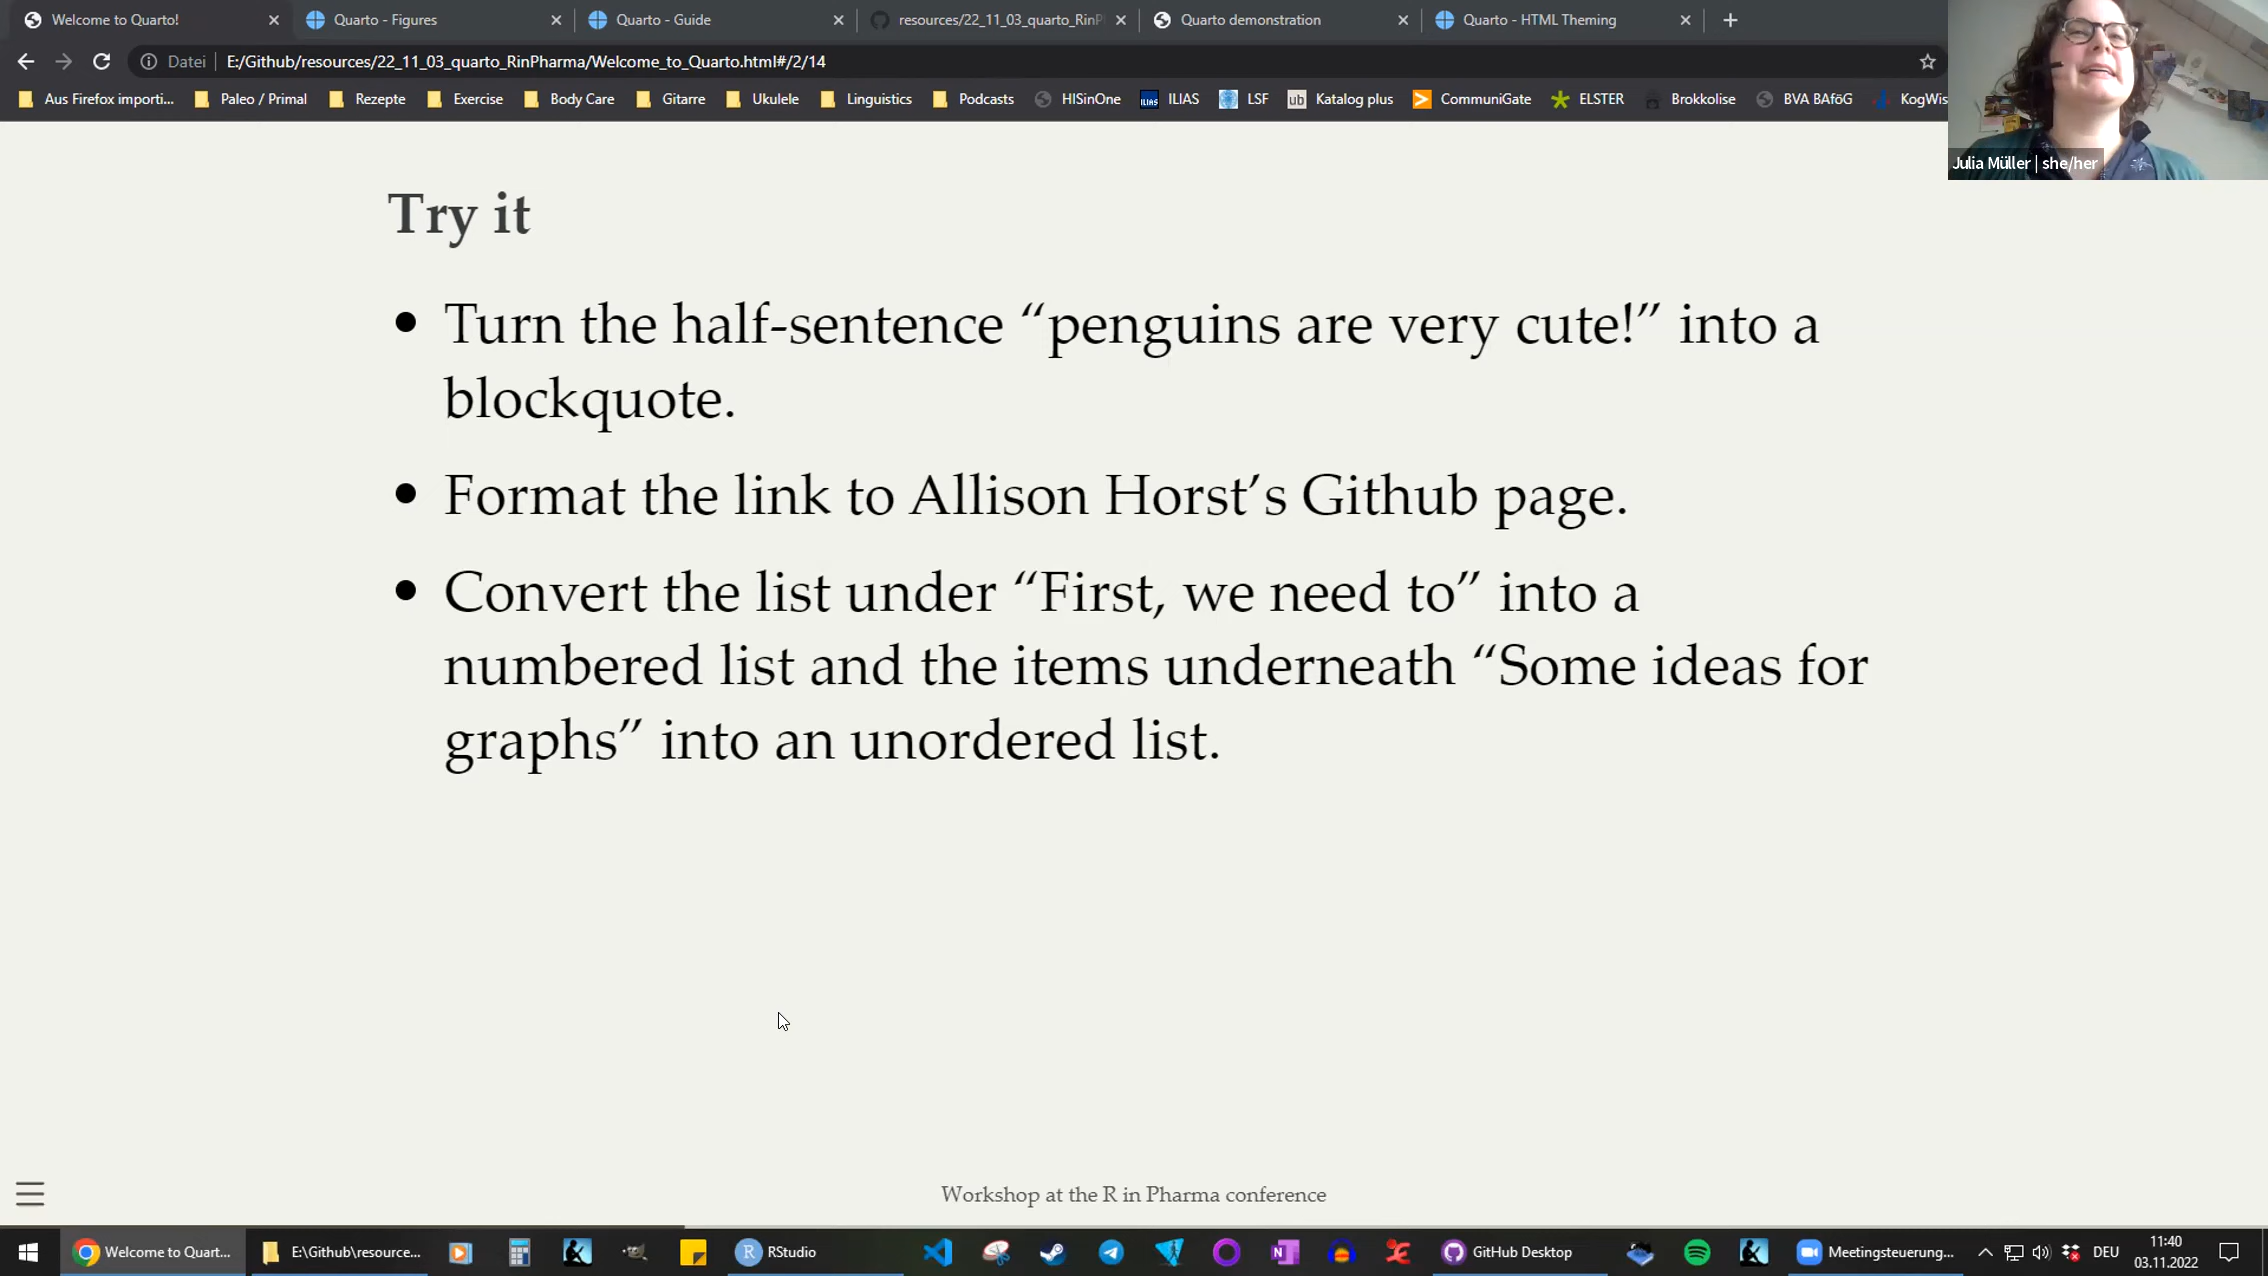 Welcome to Quarto!
Quarto - Figures
Quarto - Guide
resources/22_11_03_quarto_RinP
Quarto demonstration
Quarto - HTML Theming
Datei
E:/Github/resources/22_11_03_quarto_RinPharma/Welcome_to_Quarto.html#/2/14
Aus Firefox importi...
Paleo / Primal
Rezepte
Exercise
Body Care
Gitarre
Ukulele
Linguistics
Podcasts
HISinOne
ILIAS
ILIAS
LSF
ub
Katalog plus
CommuniGate
ELSTER
Brokkolise
BVA BAföG
KogWis
Julia Müller | she/her
Try it
• Turn the half-sentence “penguins are very cute!” into a
blockquote.
• Format the link to Allison Horst’s Github page.
• Convert the list under “First, we need to” into a
numbered list and the items underneath “Some ideas for
graphs” into an unordered list.
Workshop at the R in Pharma conference
Welcome to Quart...
E:\Github\resource...
R
RStudio
N
GitHub Desktop
Meetingsteuerung...
DEU
11:40
03.11.2022